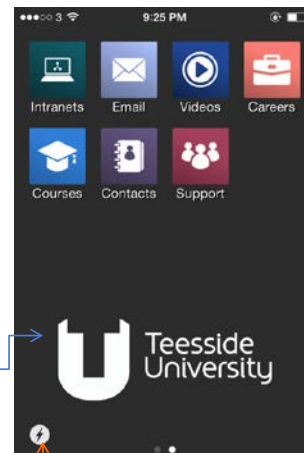 3 9:25 PM
Intranets Email Videos Careers
Courses Contacts Support
Teesside
University